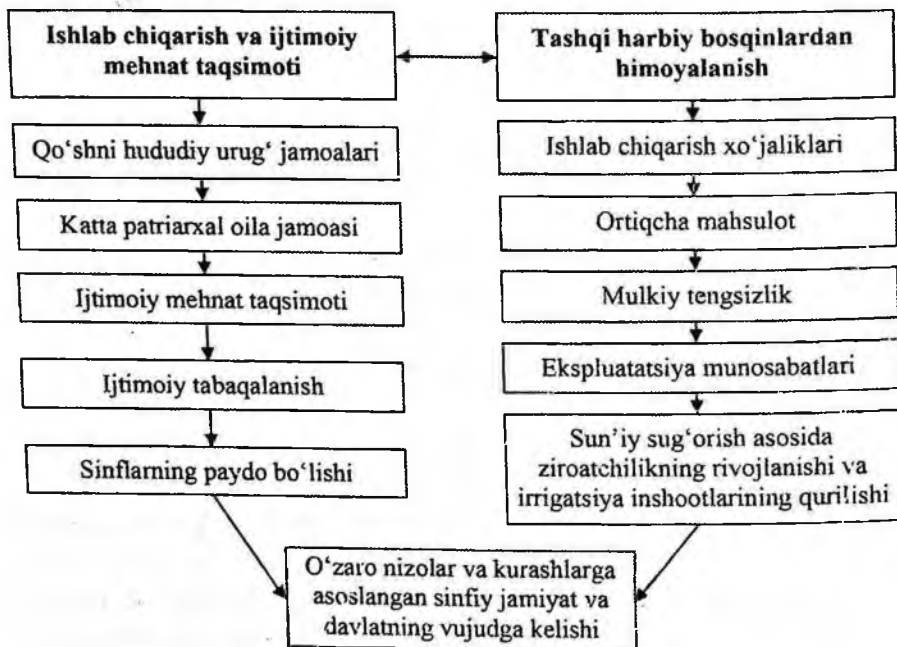 Ishlab chiqarish va ijtimoiy
mehnat taqsimoti
Tashqi harbiy bosqinlardan
himoyalanish
Qo‘shni hududiy urug‘ jamoalari
Ishlab chiqarish xo‘jaliklari
Katta patriarxal oila jamoasi
Ortiqcha mahsulot
Ijtimoiy mehnat taqsimoti
Mulkiy tengsizlik
Ijtimoiy tabaqalanish
Ekspluatatsiya munosabatlari
Sinflarning paydo bo‘lishi
Sun’iy sug‘orish asosida
ziroatchilikning rivojlanishi va
irrigatsiya inshootlarining qurilishi
O‘zaro nizolar va kurashlarga
asoslangan sinfiy jamiyat va
davlatning vujudga kelishi